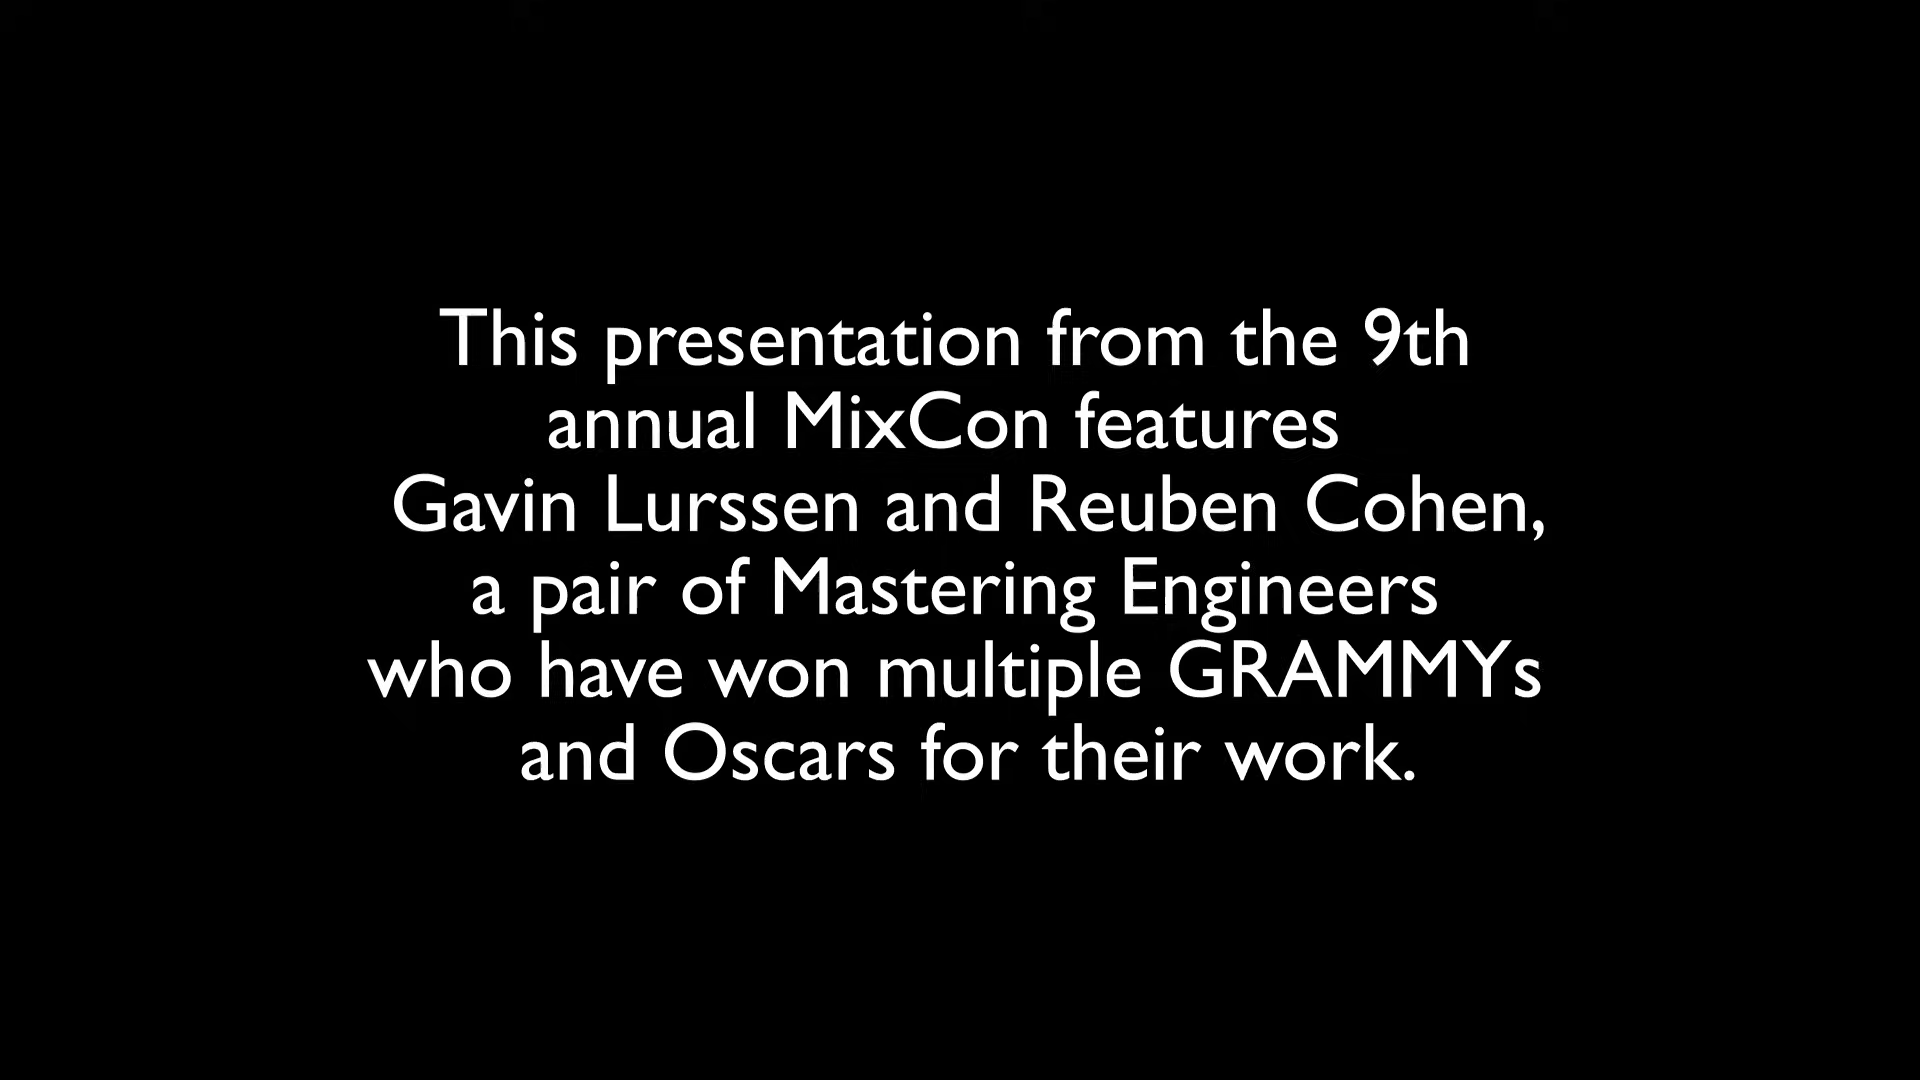 This presentation from the 9th
annual MixCon features
Gavin Lurssen and Reuben Cohen,
a pair of Mastering Engineers
who have won multiple GRAMMYs
and Oscars for their work.